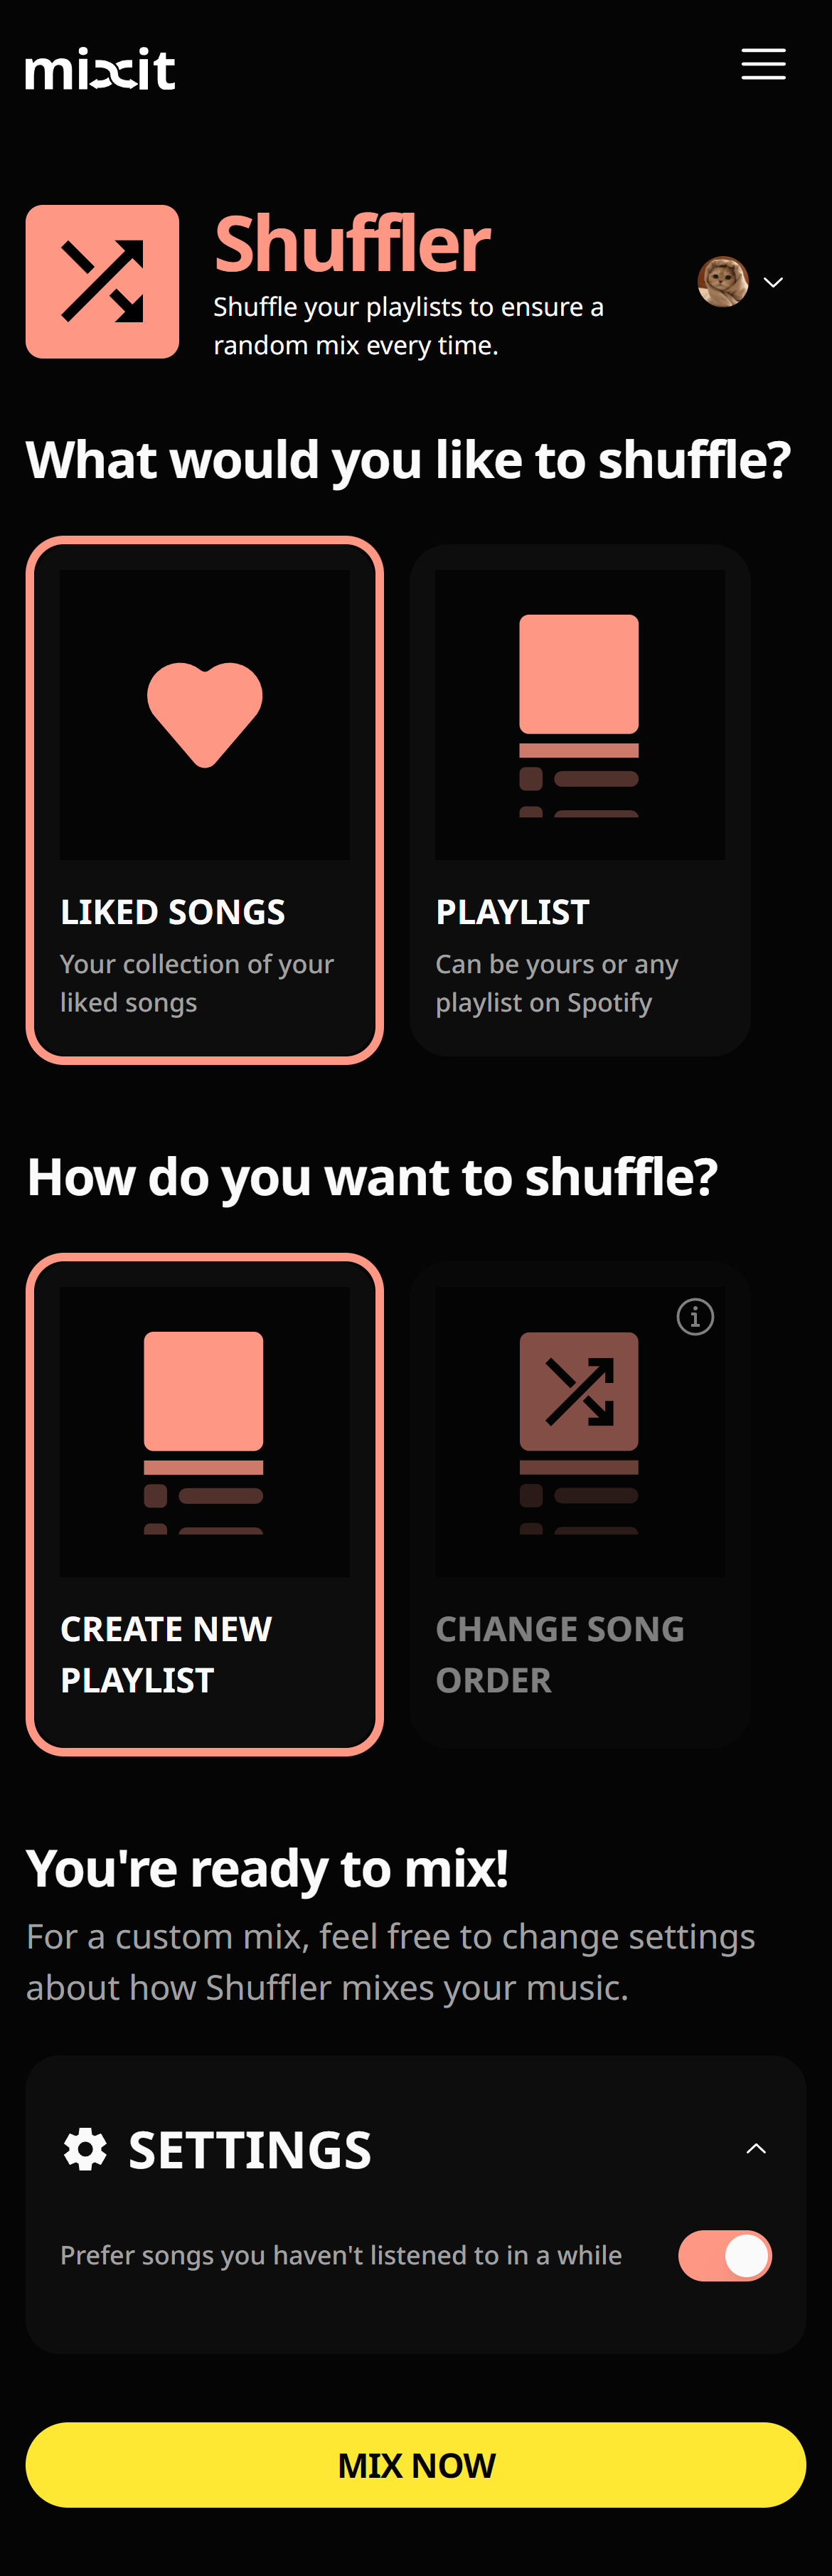 mixit
Shuffler
Shuffle your playlists to ensure a
random mix every time.
What would you like to shuffle?
LIKED SONGS
Your collection of your
liked songs
PLAYLIST
Can be yours or any
playlist on Spotify
How do you want to shuffle?
CREATE NEW
PLAYLIST
CHANGE SONG
ORDER
You're ready to mix!
For a custom mix, feel free to change settings
about how Shuffler mixes your music.
SETTINGS
Prefer songs you haven't listened to in a while
MIX NOW